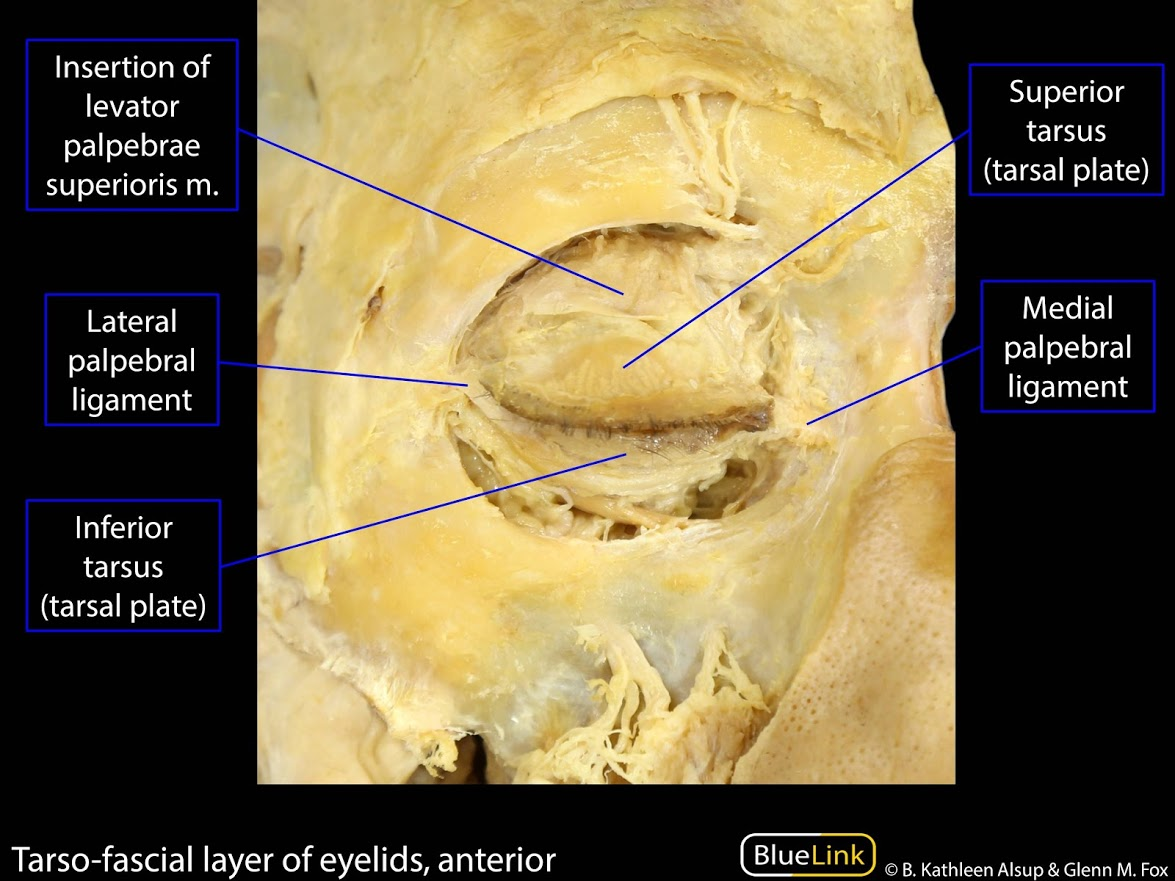 Insertion of
levator
palpebrae
superioris m.
Superior
tarsus
(tarsal plate)
Lateral
palpebral
ligament
Medial
palpebral
ligament
Inferior
tarsus
(tarsal plate)
Tarso-fascial layer of eyelids, anterior
BlueLink
© B. Kathleen Alsup & Glenn M. Fox